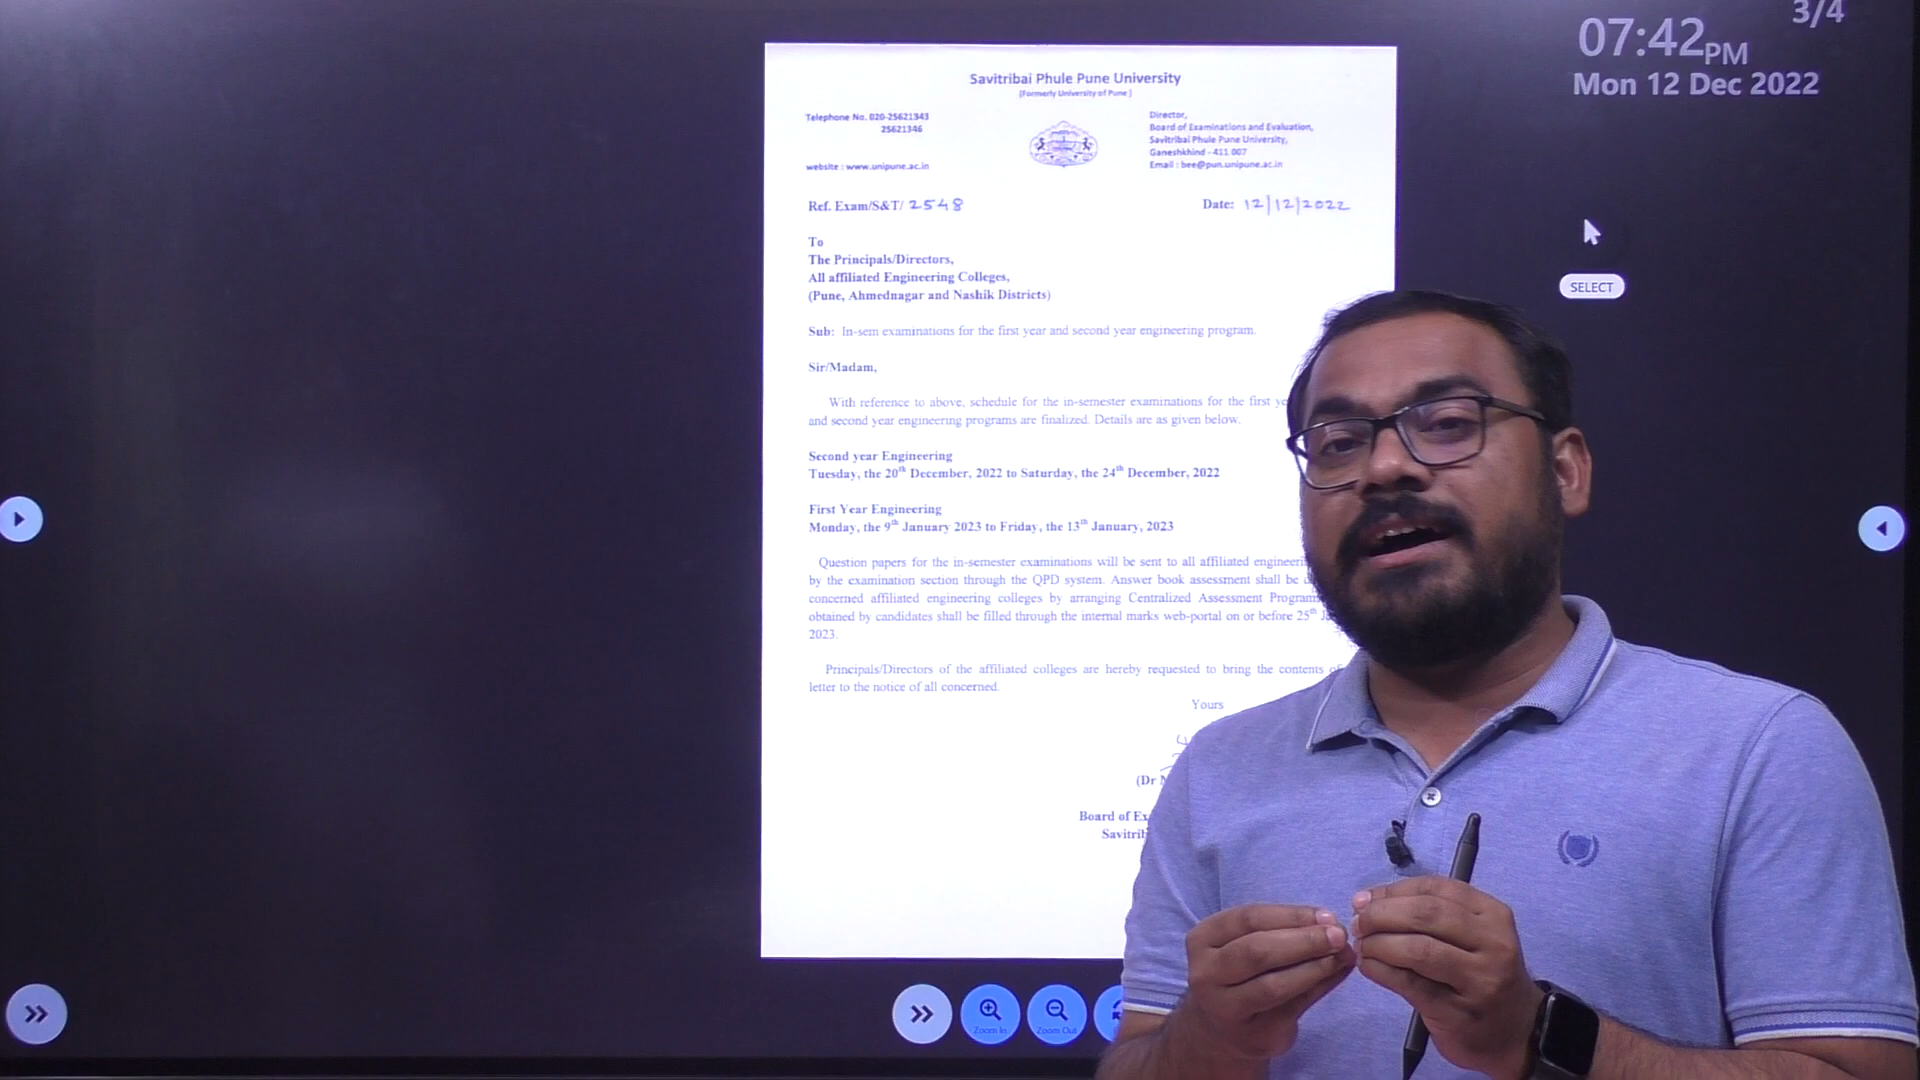 3/4
07:42PM
Mon 12 Dec 2022
Savitribai Phule Pune University
(Formerly University of Pune)
Telephone No. 020-25621343
25621346
website : www.unipune.ac.in
Director,
Board of Examinations and Evaluation,
Savitribai Phule Pune University,
Ganeshkhind - 411 007
Email : bee@pun.unipune.ac.in
Ref. Exam/S&T/ 2548
Date: 12/12/2022
To
The Principals/Directors,
All affiliated Engineering Colleges,
(Pune, Ahmednagar and Nashik Districts)
SELECT
Sub: In-sem examinations for the first year and second year engineering program.
Sir/Madam,
With reference to above, schedule for the in-semester examinations for the first
and second year engineering programs are finalized. Details are as given below.
Second year Engineering
Tuesday, the 20th December, 2022 to Saturday, the 24th December, 2022
First Year Engineering
Monday, the 9th January 2023 to Friday, the 13th January, 2023
Question papers for the in-semester examinations will be sent to all affiliated
by the examination section through the QPD system. Answer book assessment shall be
concerned affiliated engineering colleges by arranging Centralized Assessment
obtained by candidates shall be filled through the internal marks web-portal on or before 25th
2023.
Principals/Directors of the affiliated colleges are hereby requested to bring the contents
letter to the notice of all concerned.
Yours
(Dr
Board of
Zoom In
Zoom Out